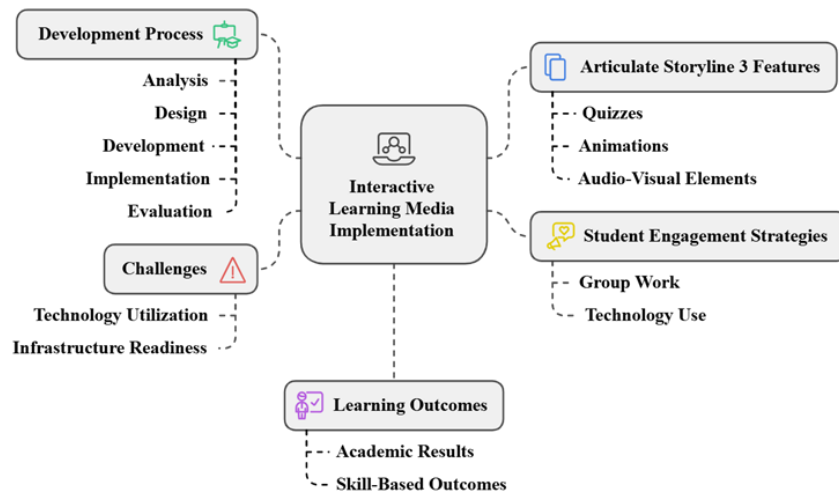 Development Process
Analysis
Design
Development
Implementation
Evaluation
Challenges
Technology Utilization
Infrastructure Readiness
Interactive
Learning Media
Implementation
Articulate Storyline 3 Features
Quizzes
Animations
Audio-Visual Elements
Student Engagement Strategies
Group Work
Technology Use
Learning Outcomes
Academic Results
Skill-Based Outcomes